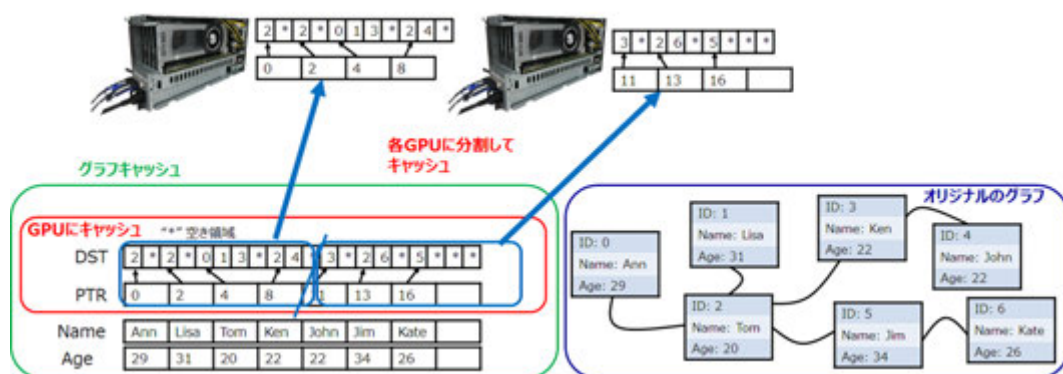 2 * 2 * 0 1 3 * 2 4 *
0 2 4 8
3 * 2 6 * 5 * * *
11 13 16
各GPUに分割して
キャッシュ
グラフキャッシュ
GPUにキャッシュ
"*" 空き領域
DST 2 * 2 * 0 1 3 * 2 4 * 3 * 2 6 * 5 * * *
PTR 0 2 4 8 1 13 16
Name Ann Lisa Tom Ken John Jim Kate
Age 29 31 20 22 22 34 26
オリジナルのグラフ
ID: 0
Name: Ann
Age: 29
ID: 1
Name: Lisa
Age: 31
ID: 2
Name: Tom
Age: 20
ID: 3
Name: Ken
Age: 22
ID: 4
Name: John
Age: 22
ID: 5
Name: Jim
Age: 34
ID: 6
Name: Kate
Age: 26